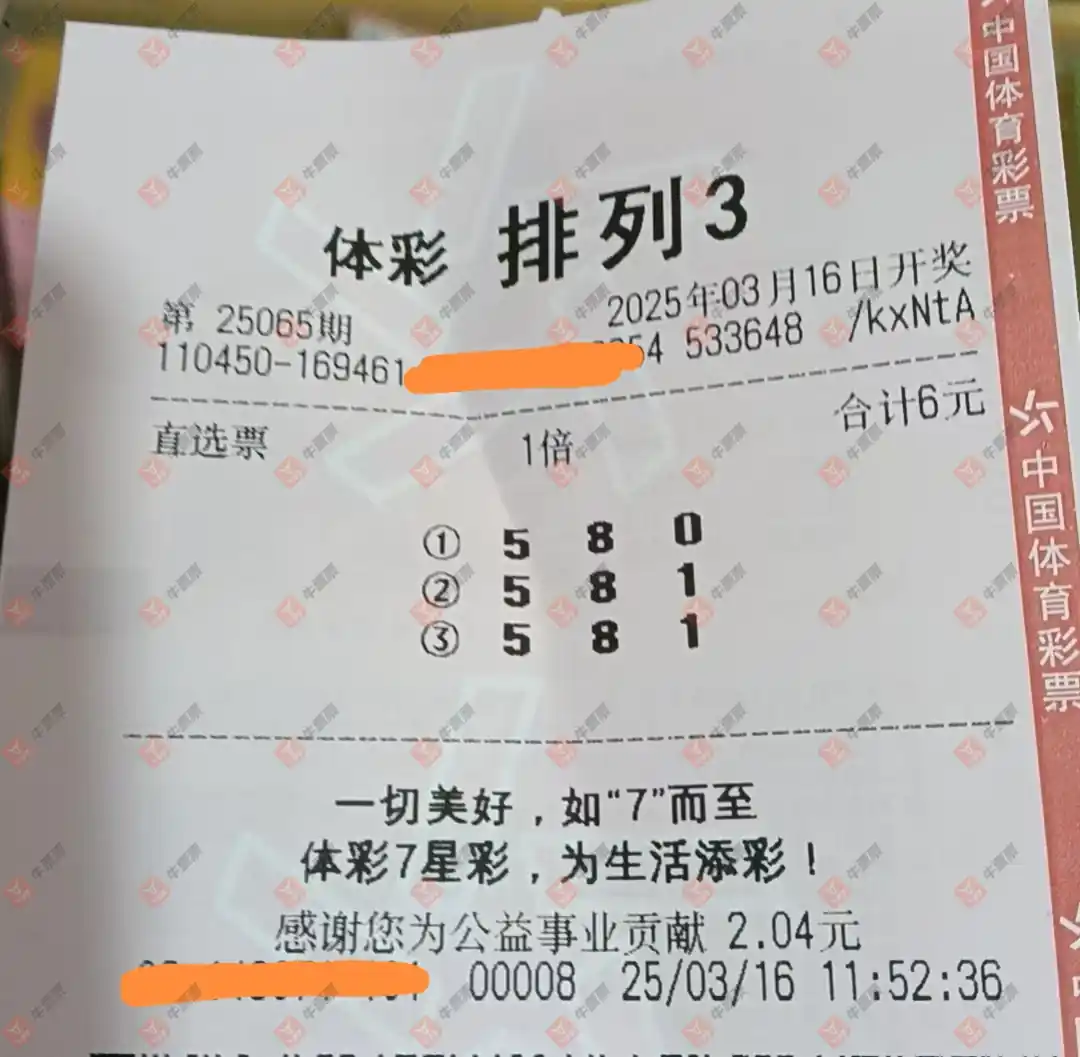 体彩 排列3
第 25065期 2025年03月16日开奖
110450-169461 54 533648 /kxNtA
直选票 1倍 合计6元
① 5 8 0
② 5 8 1
③ 5 8 1
一切美好，如“7”而至
体彩7星彩，为生活添彩！
感谢您为公益事业贡献 2.04元
00008 25/03/16 11:52:36
中国体育彩票
中国体育彩票